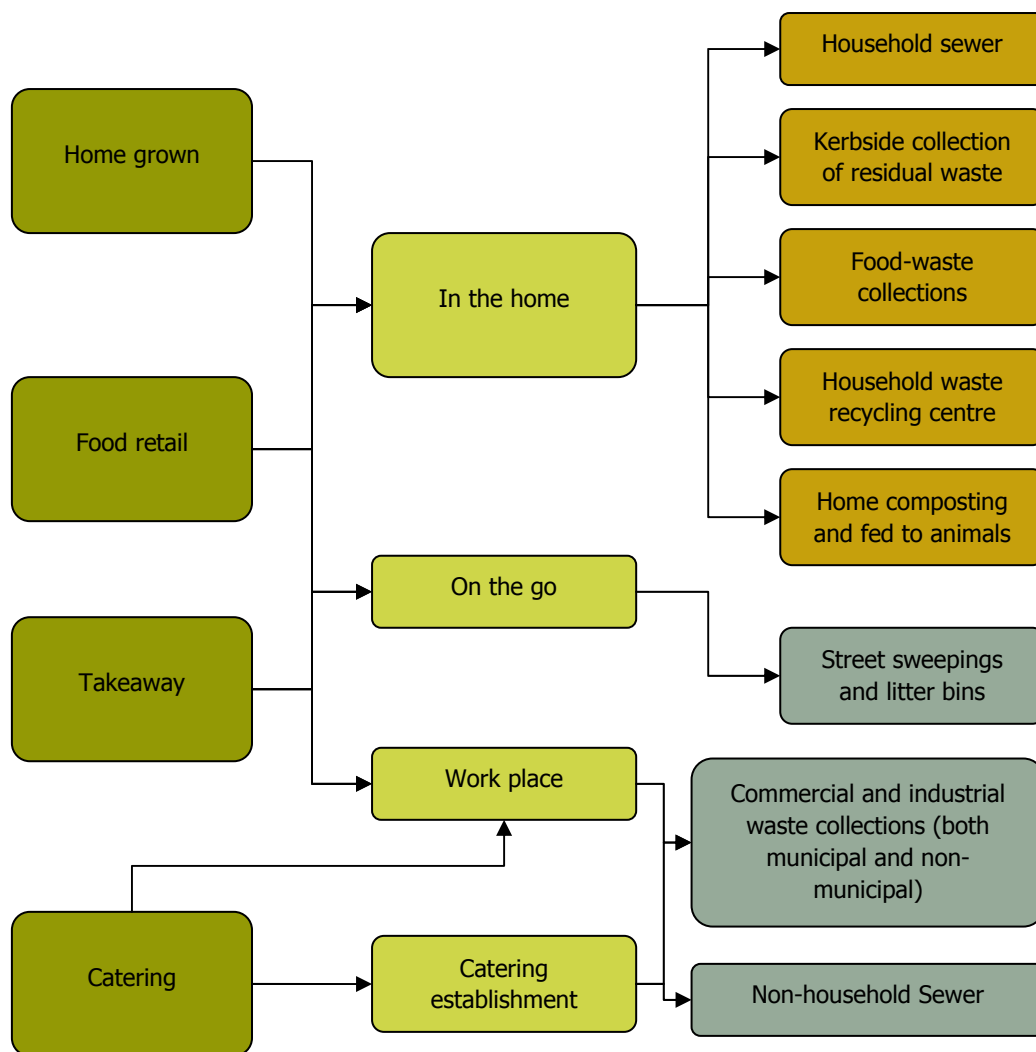 Home grown
Food retail
Takeaway
Catering
In the home
On the go
Work place
Catering
establishment
Household sewer
Kerbside collection
of residual waste
Food-waste
collections
Household waste
recycling centre
Home composting
and fed to animals
Street sweepings
and litter bins
Commercial and industrial
waste collections (both
municipal and non-
municipal)
Non-household Sewer